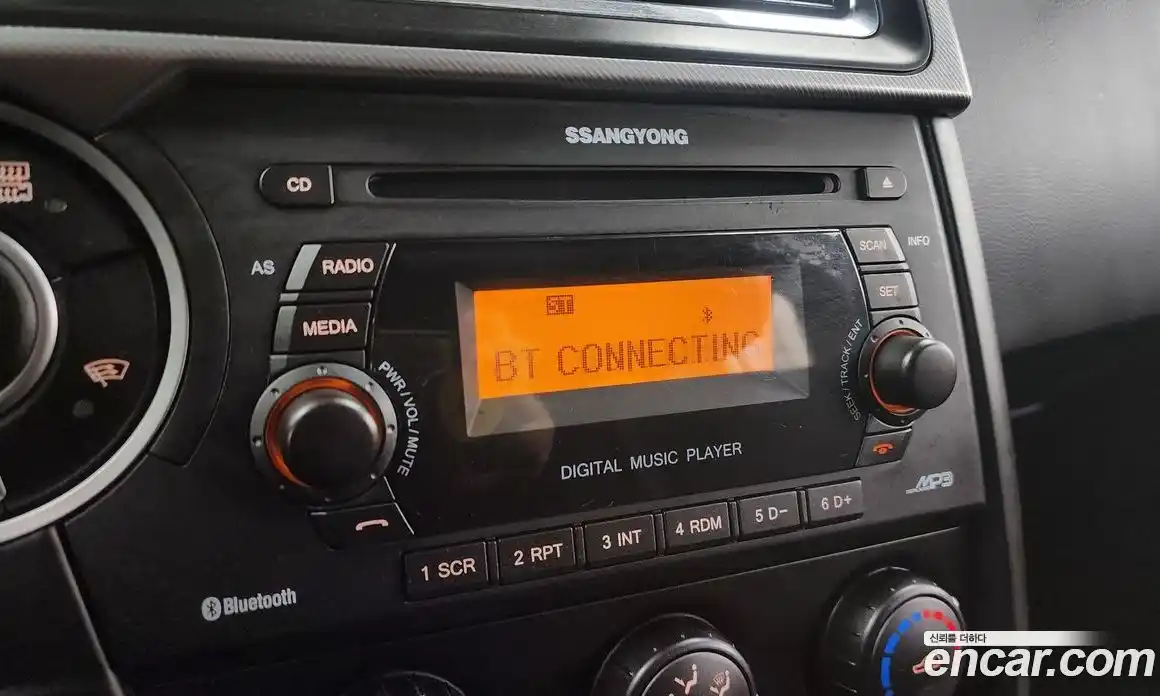 SSANGYONG
CD
AS
RADIO
SCAN
INFO
MEDIA
SET
ST
BT CONNECTING
PWR/VOL/MUTE
SEEK/TRACK/ENT
DIGITAL MUSIC PLAYER
MP3
1 SCR
2 RPT
3 INT
4 RDM
5 D-
6 D+
Bluetooth
신뢰를 더하다
encar.com